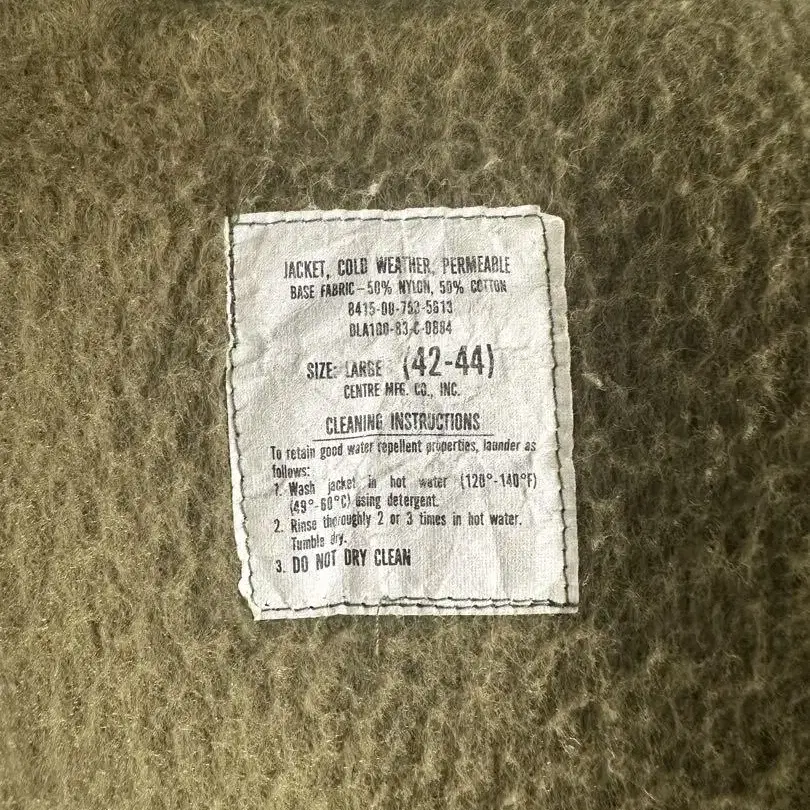 JACKET, COLD WEATHER, PERMEABLE
BASE FABRIC-50% NYLON, 50% COTTON
8415-00-753-5613
DLA100-83-C-0884
SIZE: LARGE (42-44)
CENTRE MFG. CO., INC.
CLEANING INSTRUCTIONS
To retain good water repellent properties, launder as
follows:
1. Wash jacket in hot water (120°-140°F)
(49°-60°C) using detergent.
2. Rinse thoroughly 2 or 3 times in hot water.
Tumble dry.
3. DO NOT DRY CLEAN